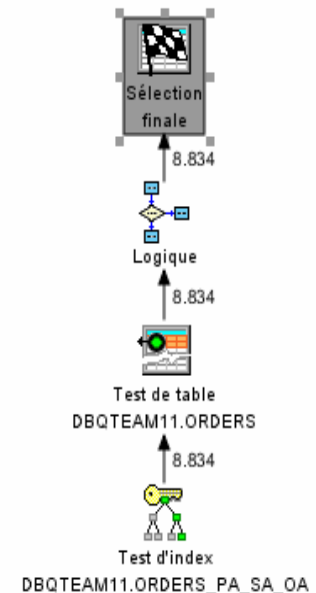 Sélection
finale
8.834
Logique
8.834
Test de table
DBQTEAM11.ORDERS
8.834
Test d'index
DBQTEAM11.ORDERS_PA_SA_OA